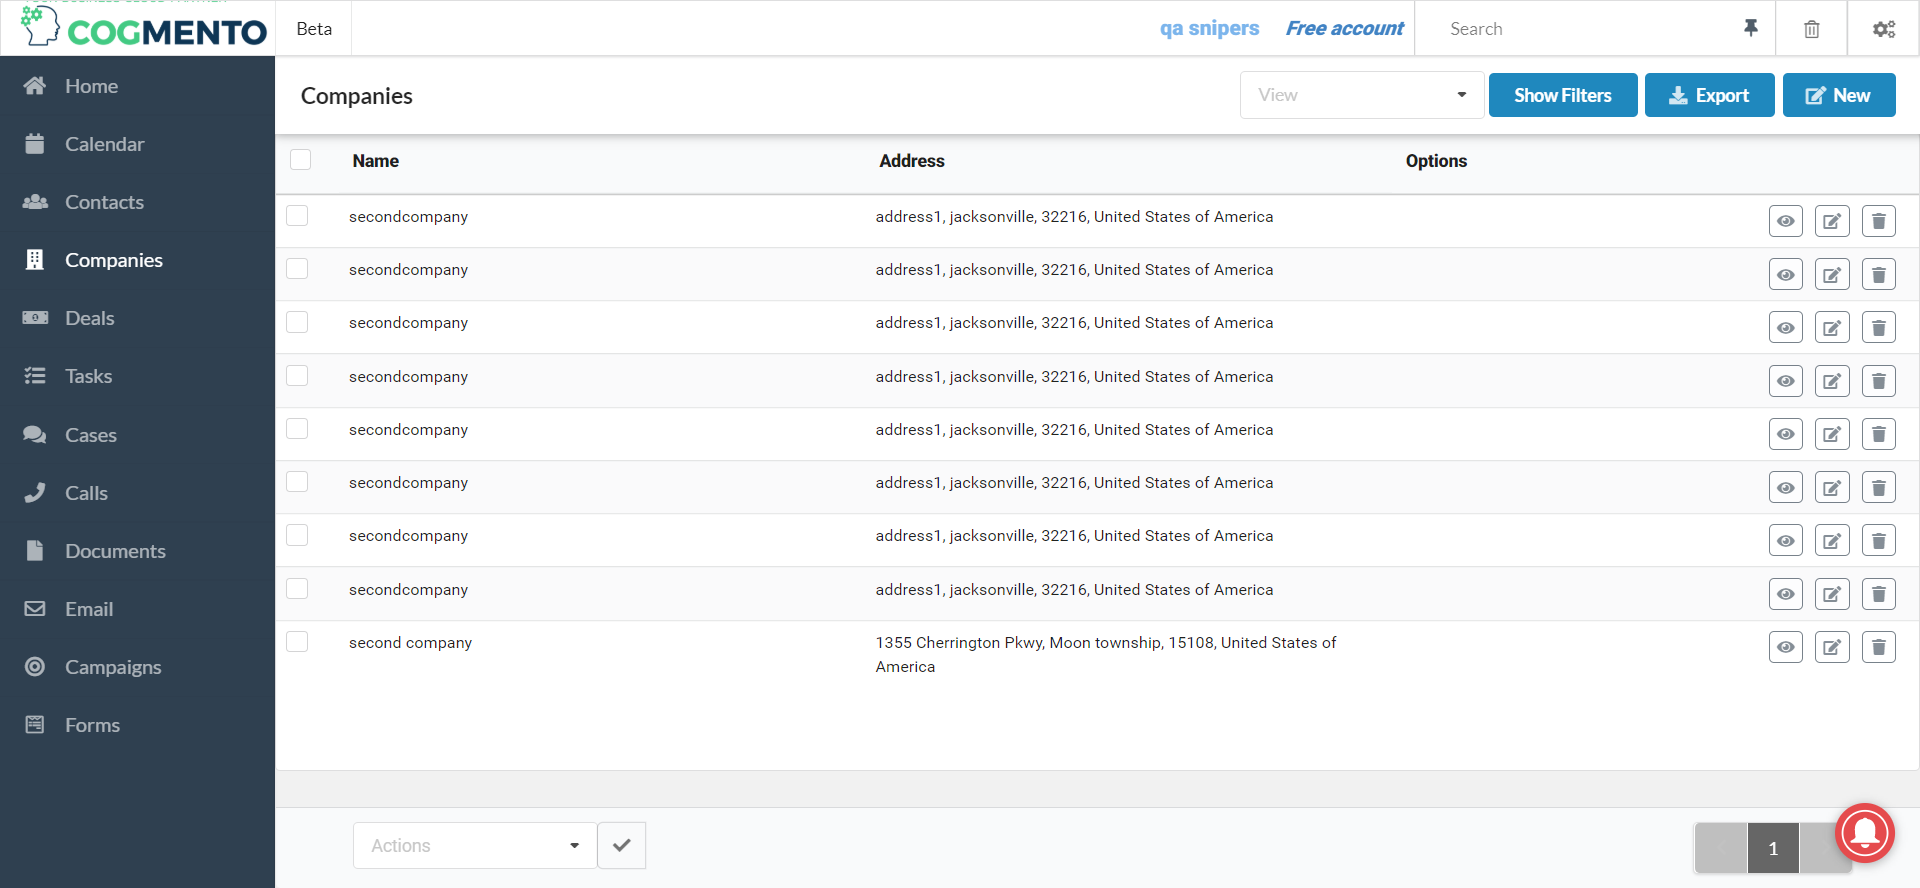 COGMENTO
Beta
qa snipers
Free account
Search
Home
Calendar
Contacts
Companies
Deals
Tasks
Cases
Calls
Documents
Email
Campaigns
Forms
Companies
View
Show Filters
Export
New
Name Address Options
secondcompany address1, jacksonville, 32216, United States of America
secondcompany address1, jacksonville, 32216, United States of America
secondcompany address1, jacksonville, 32216, United States of America
secondcompany address1, jacksonville, 32216, United States of America
secondcompany address1, jacksonville, 32216, United States of America
secondcompany address1, jacksonville, 32216, United States of America
secondcompany address1, jacksonville, 32216, United States of America
secondcompany address1, jacksonville, 32216, United States of America
second company 1355 Cherrington Pkwy, Moon township, 15108, United States of
America
Actions
1